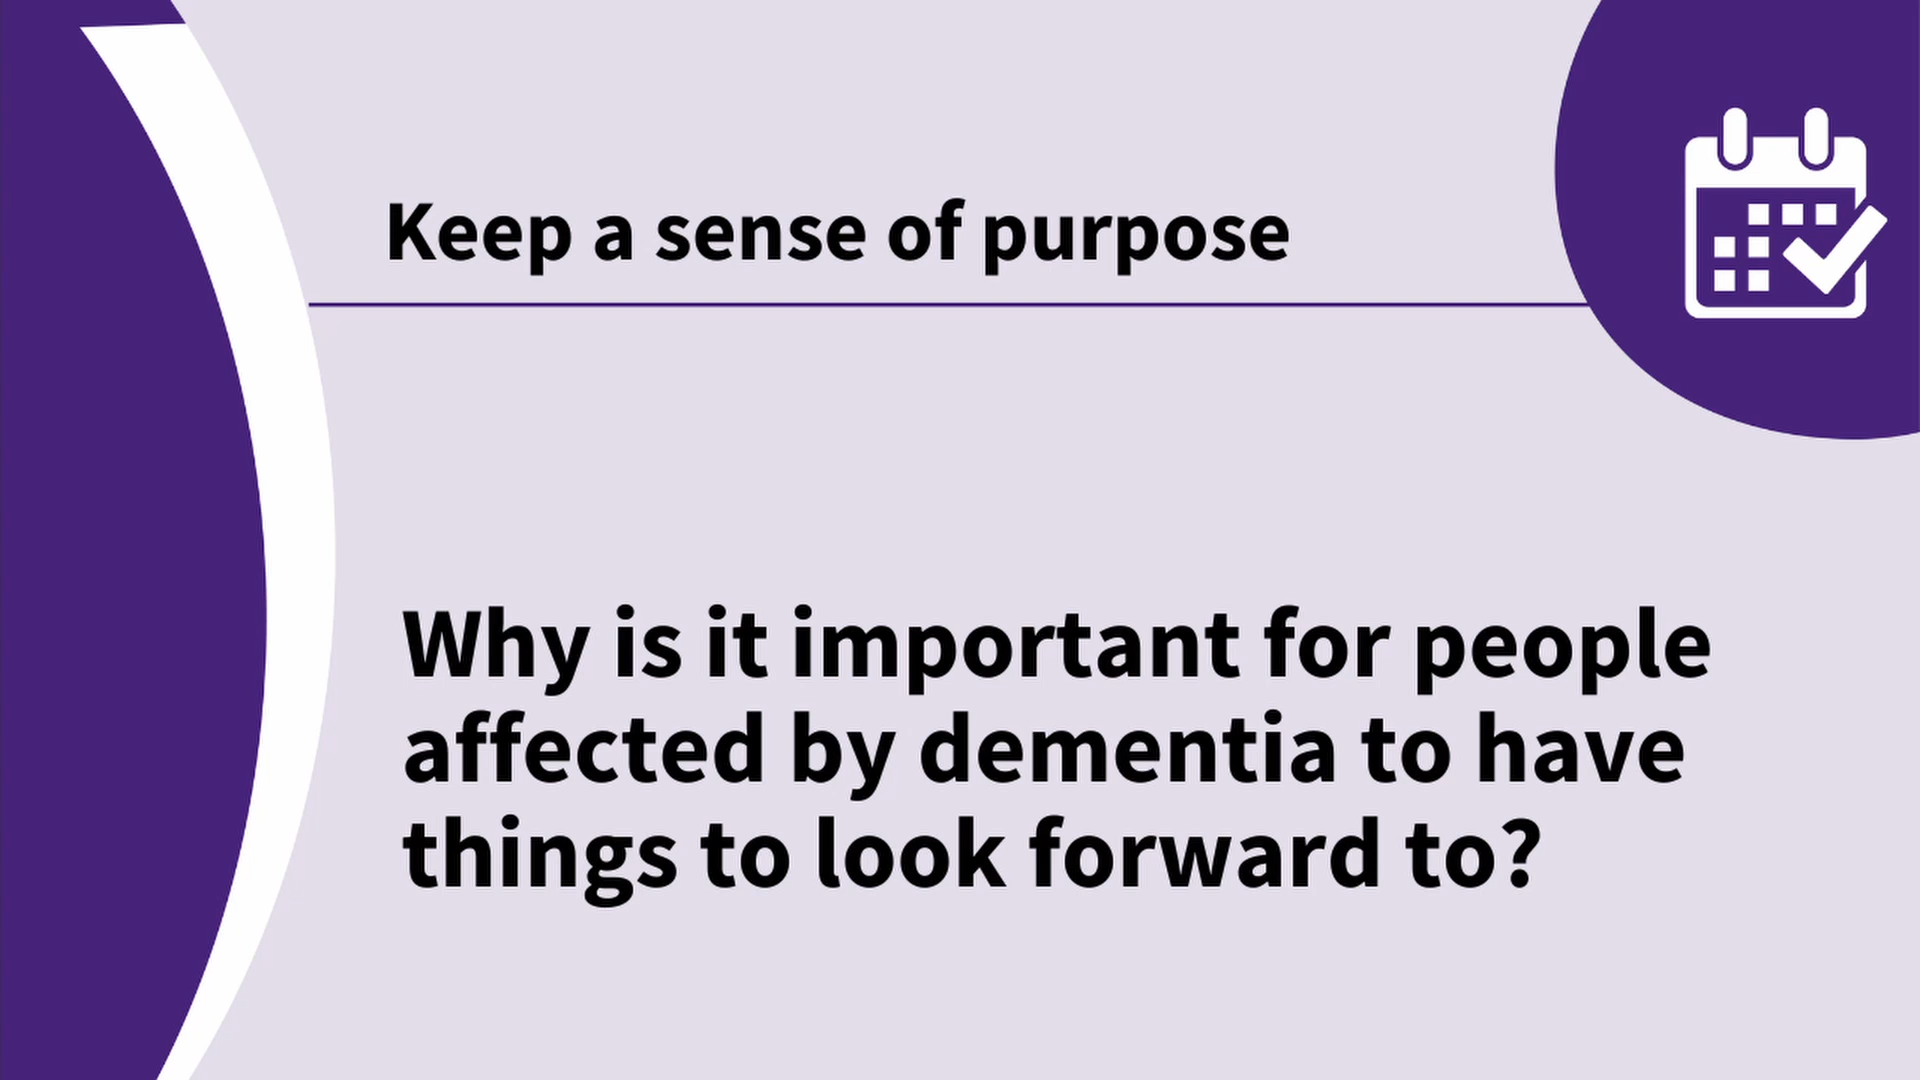 Keep a sense of purpose
Why is it important for people
affected by dementia to have
things to look forward to?